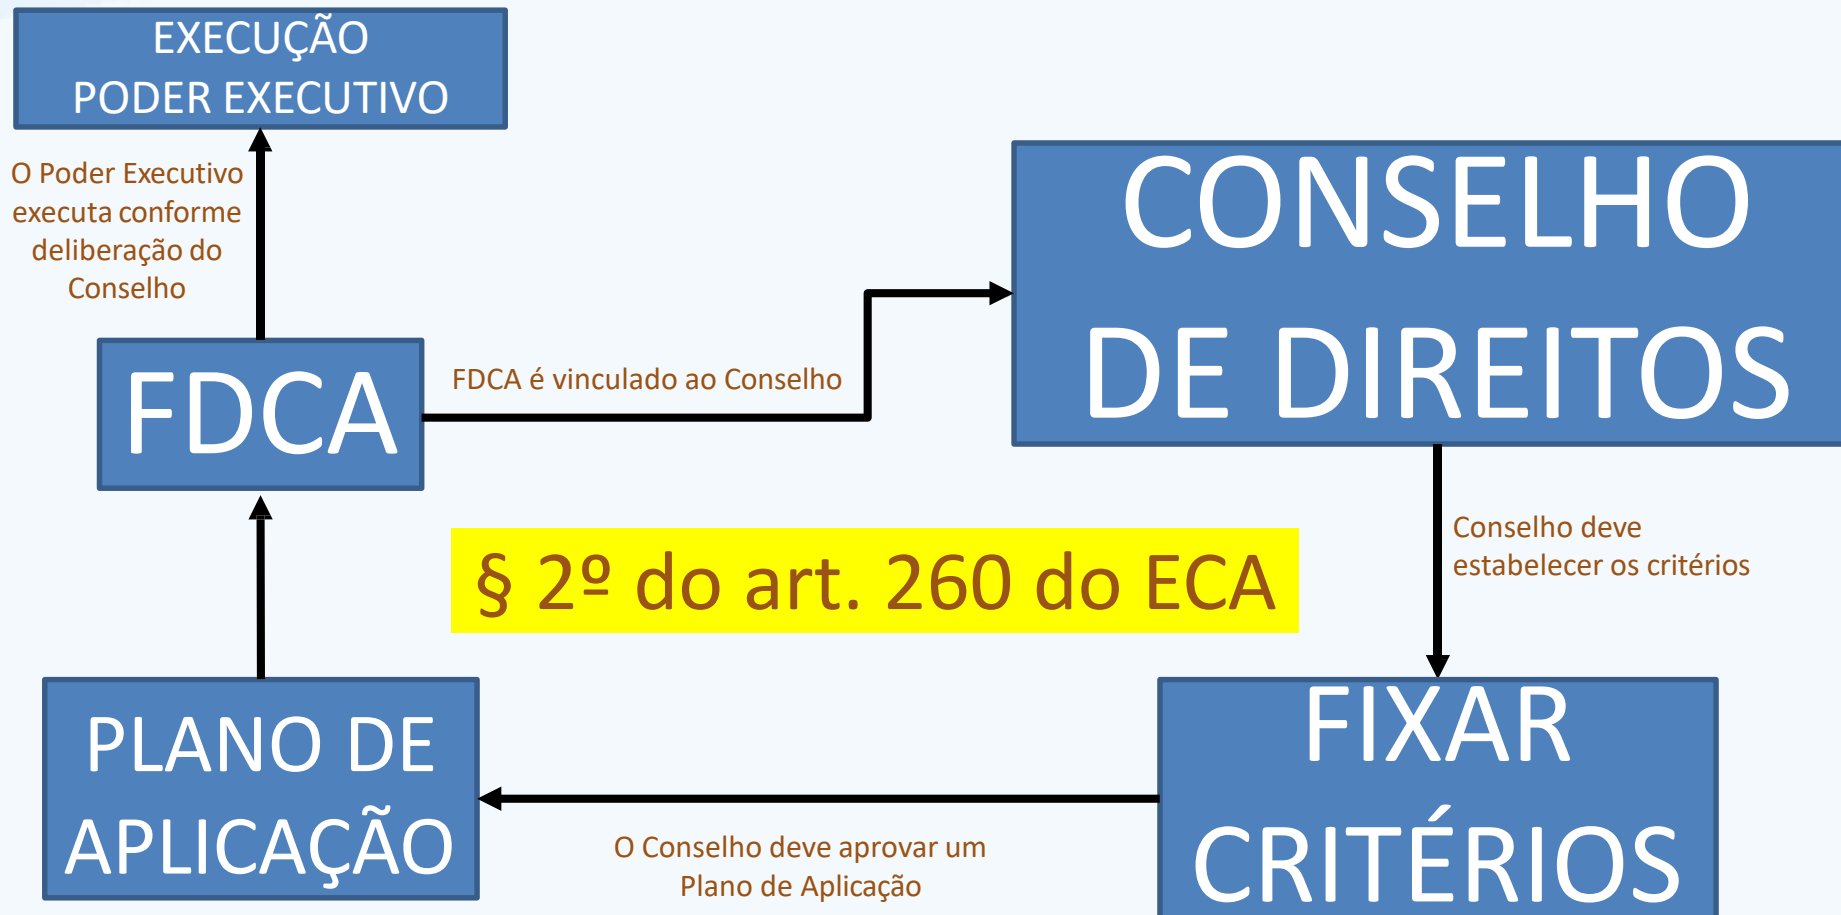 EXECUÇÃO
PODER EXECUTIVO
O Poder Executivo
executa conforme
deliberação do
Conselho
CONSELHO
DE DIREITOS
FDCA
FDCA é vinculado ao Conselho
Conselho deve
estabelecer os critérios
§ 2º do art. 260 do ECA
PLANO DE
APLICAÇÃO
O Conselho deve aprovar um
Plano de Aplicação
FIXAR
CRITÉRIOS